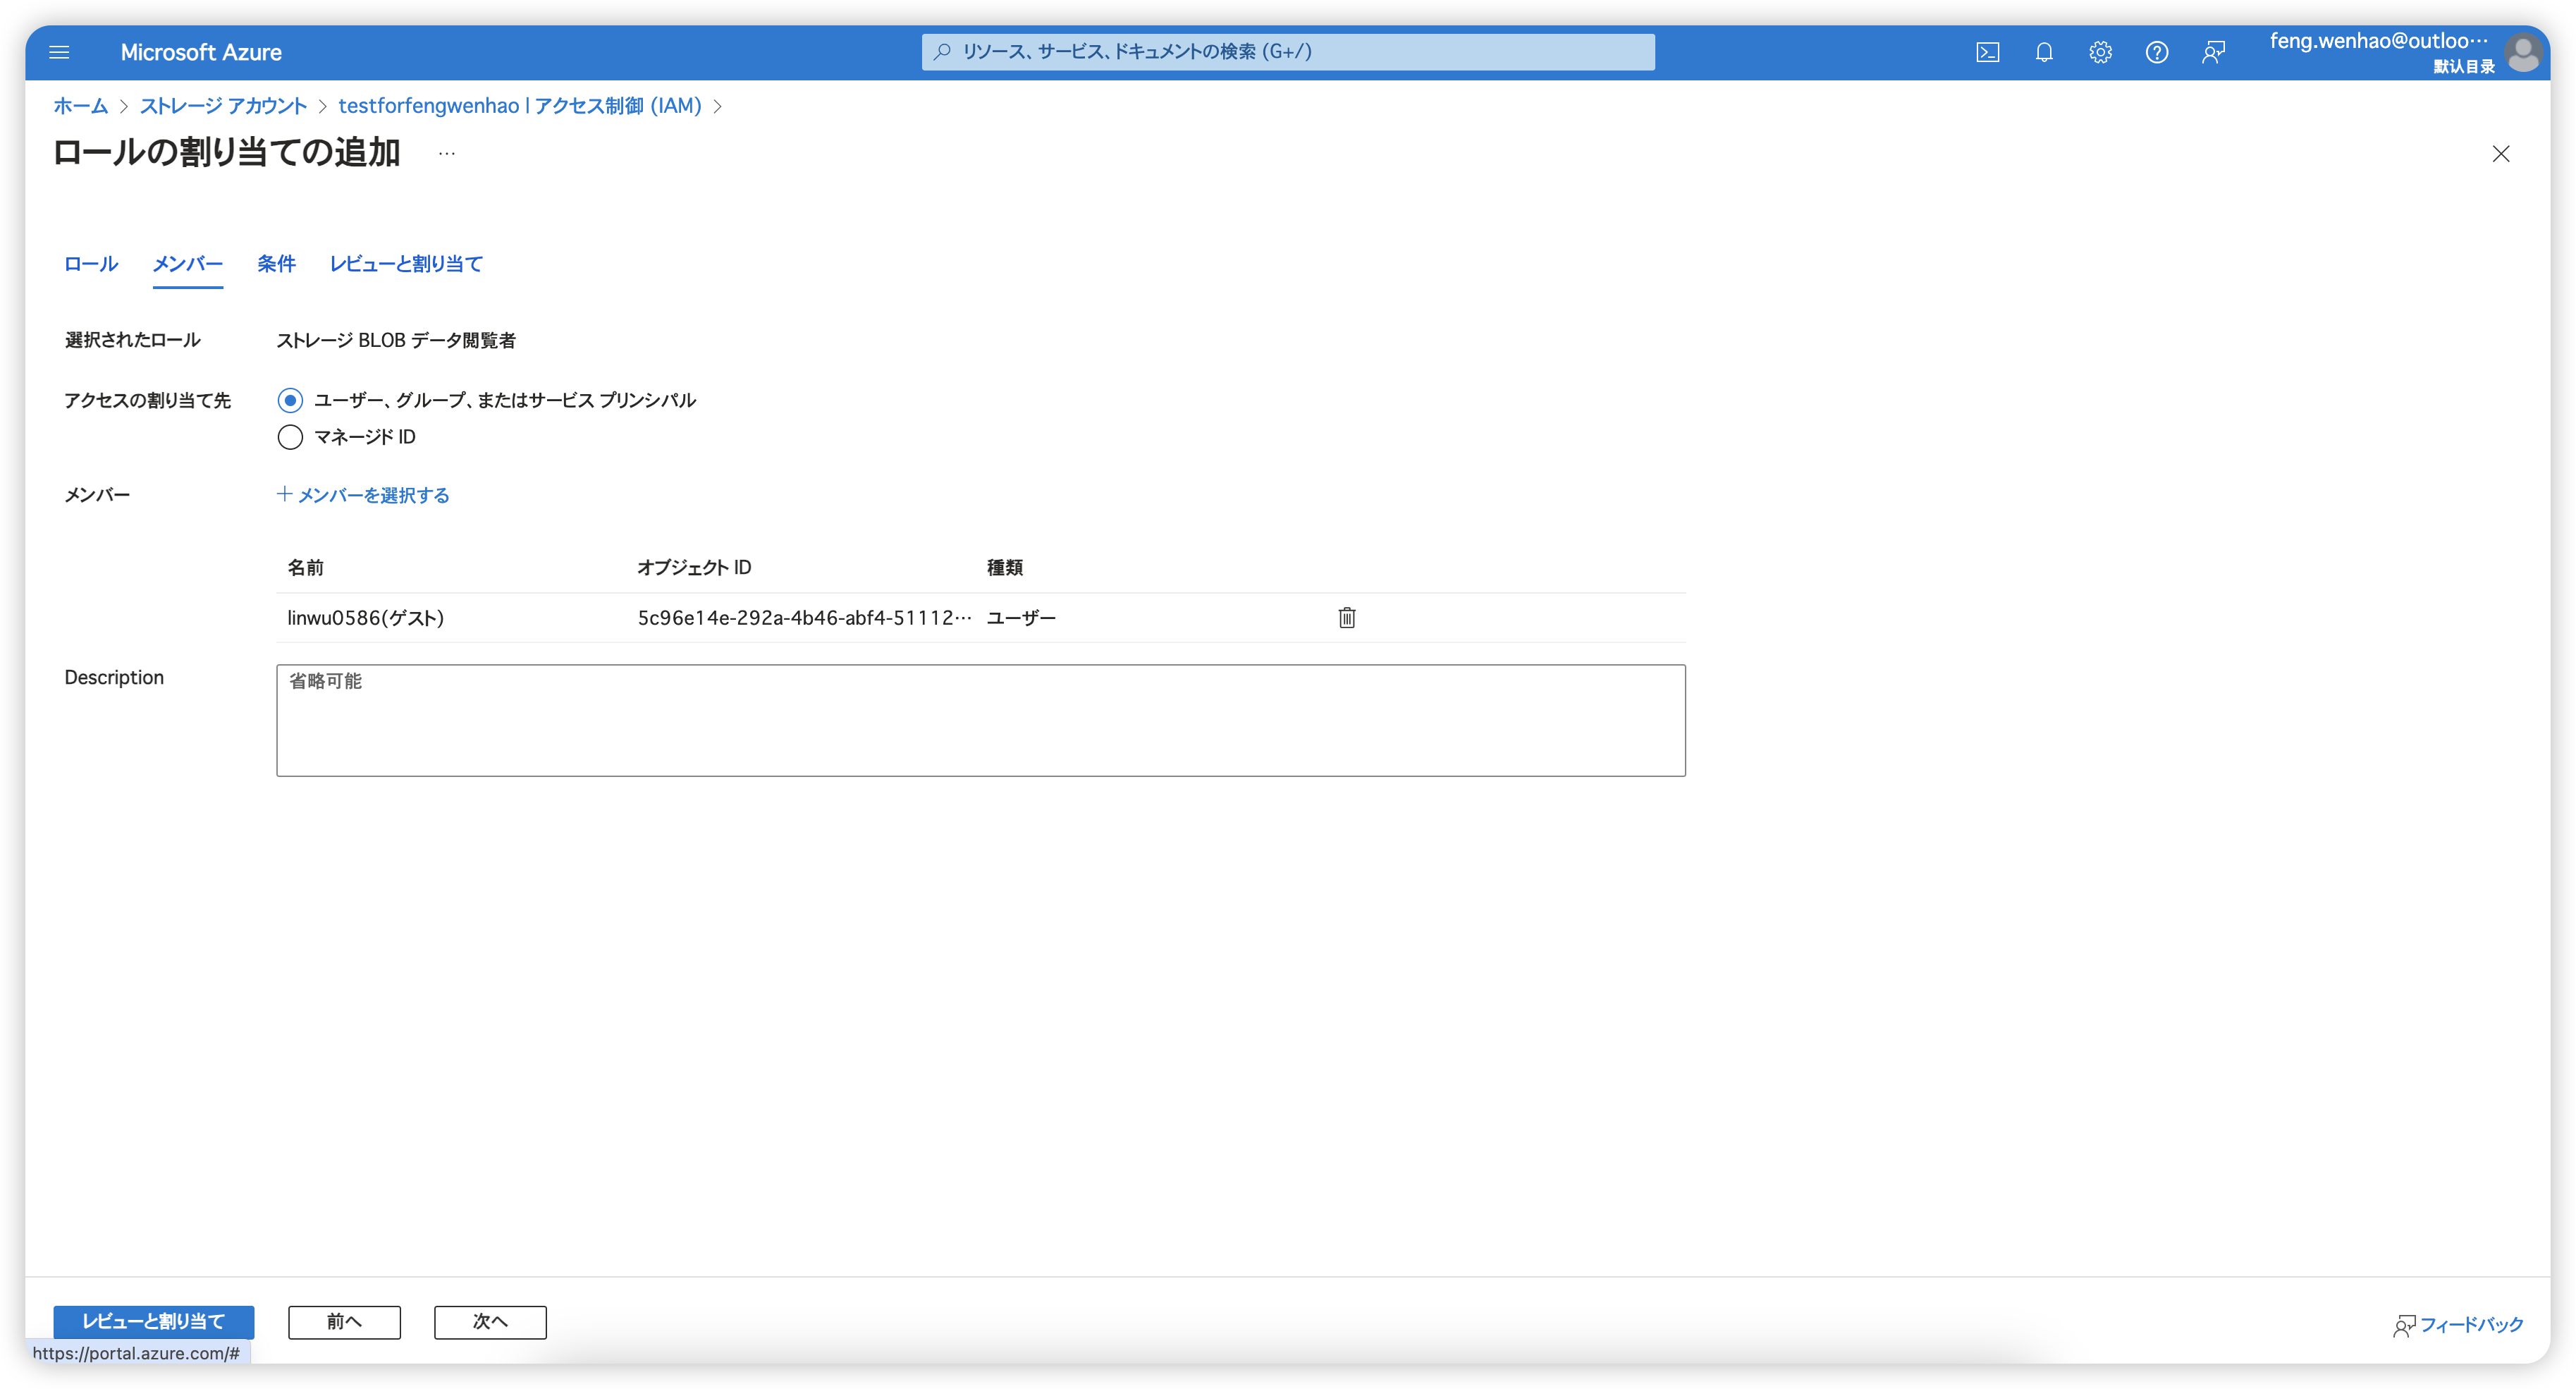 Microsoft Azure
リソース、サービス、ドキュメントの検索 (G+/)
feng.wenhao@outloo…
默认目录
ホーム > ストレージ アカウント > testforfengwenhao | アクセス制御 (IAM) >
ロールの割り当ての追加 …
ロール メンバー 条件 レビューと割り当て
選択されたロール ストレージ BLOB データ閲覧者
アクセスの割り当て先 ユーザー、グループ、またはサービス プリンシパル
マネージド ID
メンバー + メンバーを選択する
名前 オブジェクト ID 種類
linwu0586(ゲスト) 5c96e14e-292a-4b46-abf4-51112… ユーザー
Description 省略可能
レビューと割り当て 前へ 次へ フィードバック
https://portal.azure.com/#